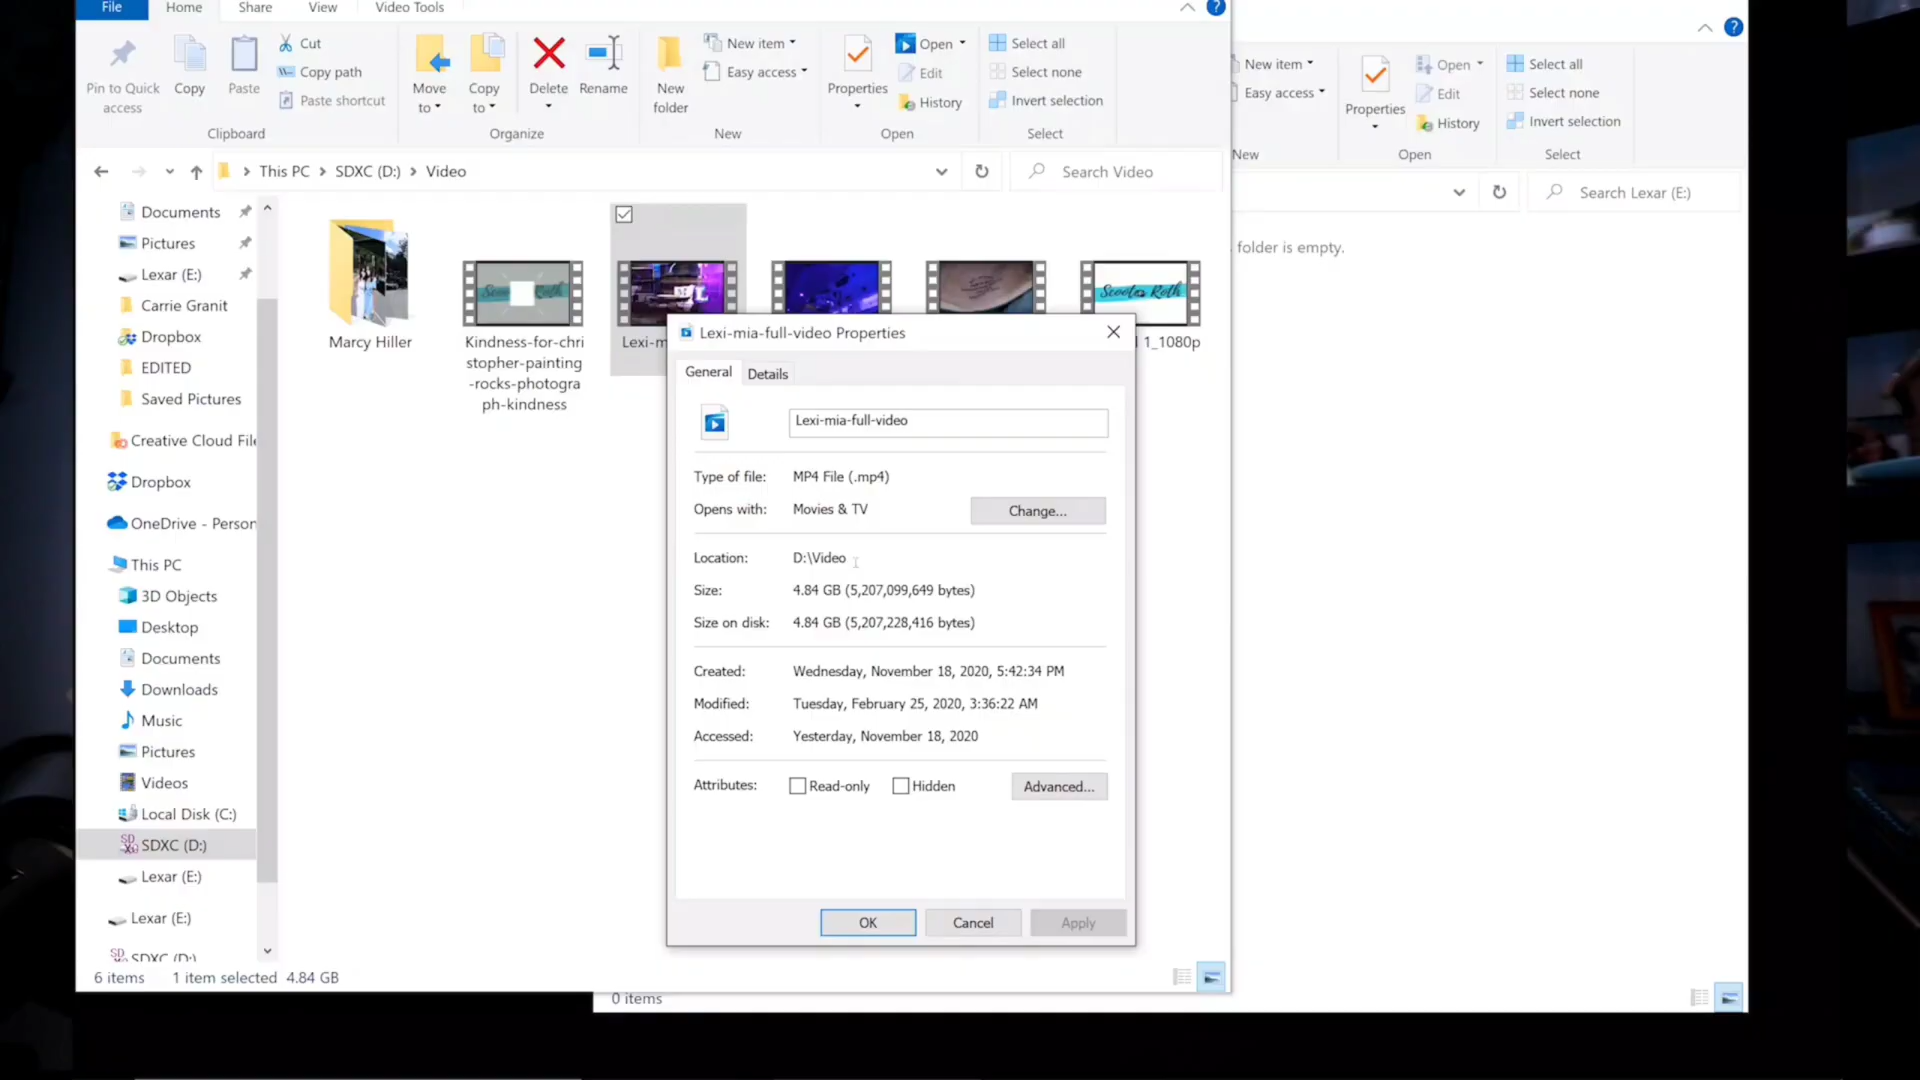 File
Home
Share
View
Video Tools
Pin to Quick
access
Copy
Paste
Cut
Copy path
Paste shortcut
Clipboard
Move
to
Copy
to
Delete
Rename
Organize
New
folder
New item
Easy access
New
Properties
Open
Edit
History
Open
Select all
Select none
Invert selection
Select
New item
Easy access
New
Properties
Open
Edit
History
Open
Select all
Select none
Invert selection
Select
This PC > SDXC (D:) > Video
Search Video
Search Lexar (E:)
folder is empty.
Documents
Pictures
Lexar (E:)
Carrie Granit
Dropbox
EDITED
Saved Pictures
Creative Cloud File
Dropbox
OneDrive - Person
This PC
3D Objects
Desktop
Documents
Downloads
Music
Pictures
Videos
Local Disk (C:)
SDXC (D:)
Lexar (E:)
Lexar (E:)
SDXC (D:)
Marcy Hiller
Kindness-for-chri
stopher-painting
-rocks-photogra
ph-kindness
Lexi-m
Scooter Roth
1_1080p
Lexi-mia-full-video Properties
General
Details
Lexi-mia-full-video
Type of file: MP4 File (.mp4)
Opens with: Movies & TV
Change...
Location: D:\Video
Size: 4.84 GB (5,207,099,649 bytes)
Size on disk: 4.84 GB (5,207,228,416 bytes)
Created: Wednesday, November 18, 2020, 5:42:34 PM
Modified: Tuesday, February 25, 2020, 3:36:22 AM
Accessed: Yesterday, November 18, 2020
Attributes: Read-only Hidden
Advanced...
OK
Cancel
Apply
6 items 1 item selected 4.84 GB
0 items